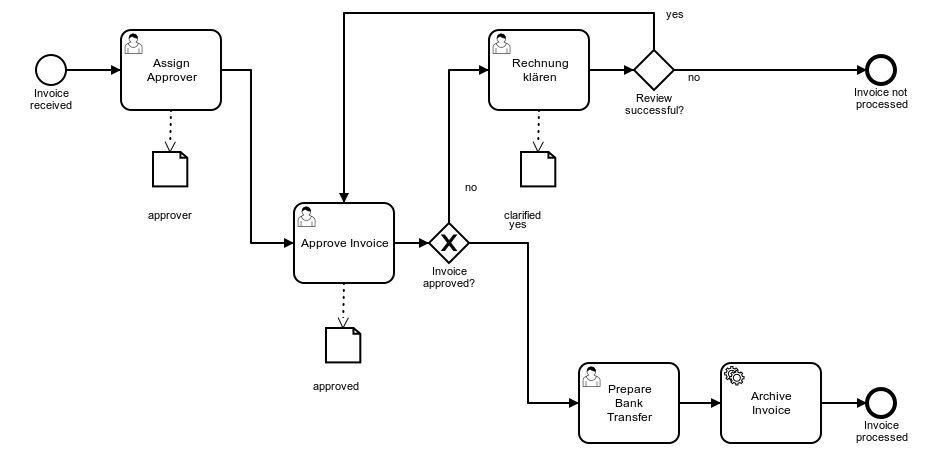 yes
Assign
Approver
Rechnung
klären
no
Invoice
received
Review
successful?
Invoice not
processed
no
approver
clarified
yes
Approve Invoice
X
Invoice
approved?
approved
Prepare
Bank
Transfer
Archive
Invoice
Invoice
processed